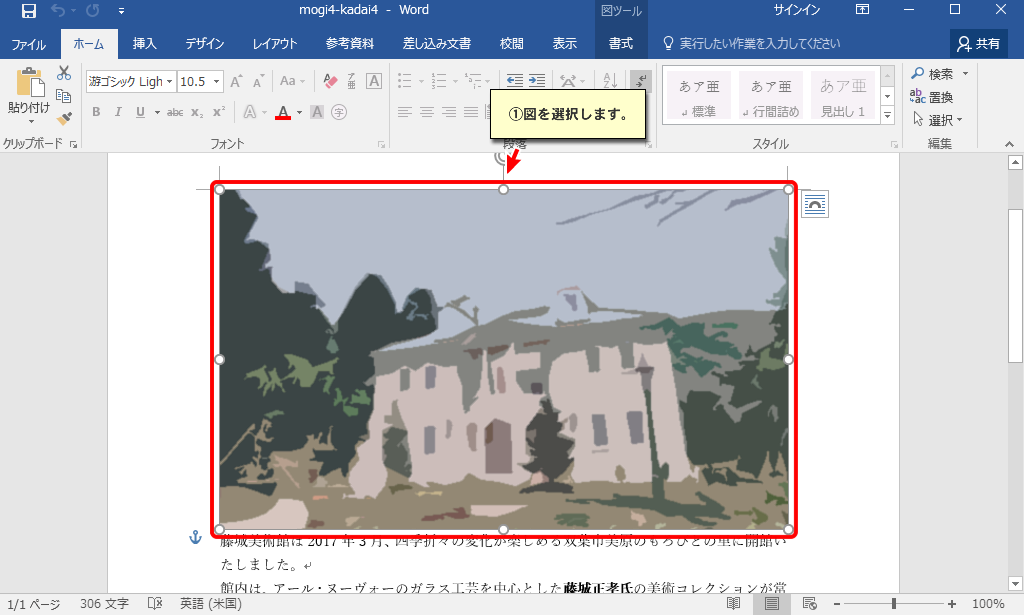 mogi4-kadai4 - Word
図ツール
サインイン
ファイル ホーム 挿入 デザイン レイアウト 参考資料 差し込み文書 校閲 表示 書式 実行したい作業を入力してください 共有
貼り付け
游ゴシック Ligh 10.5 A A Aa 亜 A
B I U abc x₂ x² A A A 字
あア亜 あア亜 あア亜
↲ 標準 ↲ 行間詰め 見出し 1
検索
置換
選択
クリップボード フォント 段落 スタイル 編集
①図を選択します。
藤城美術館は 2017 年 3 月、四季折々の変化が楽しめる双葉市美原のもろびとの里に開館い
たしました。↵
館内は、アール・ヌーヴォーのガラス工芸を中心とした藤城正孝氏の美術コレクションが常
1/1 ページ 306 文字 英語 (米国) 100%